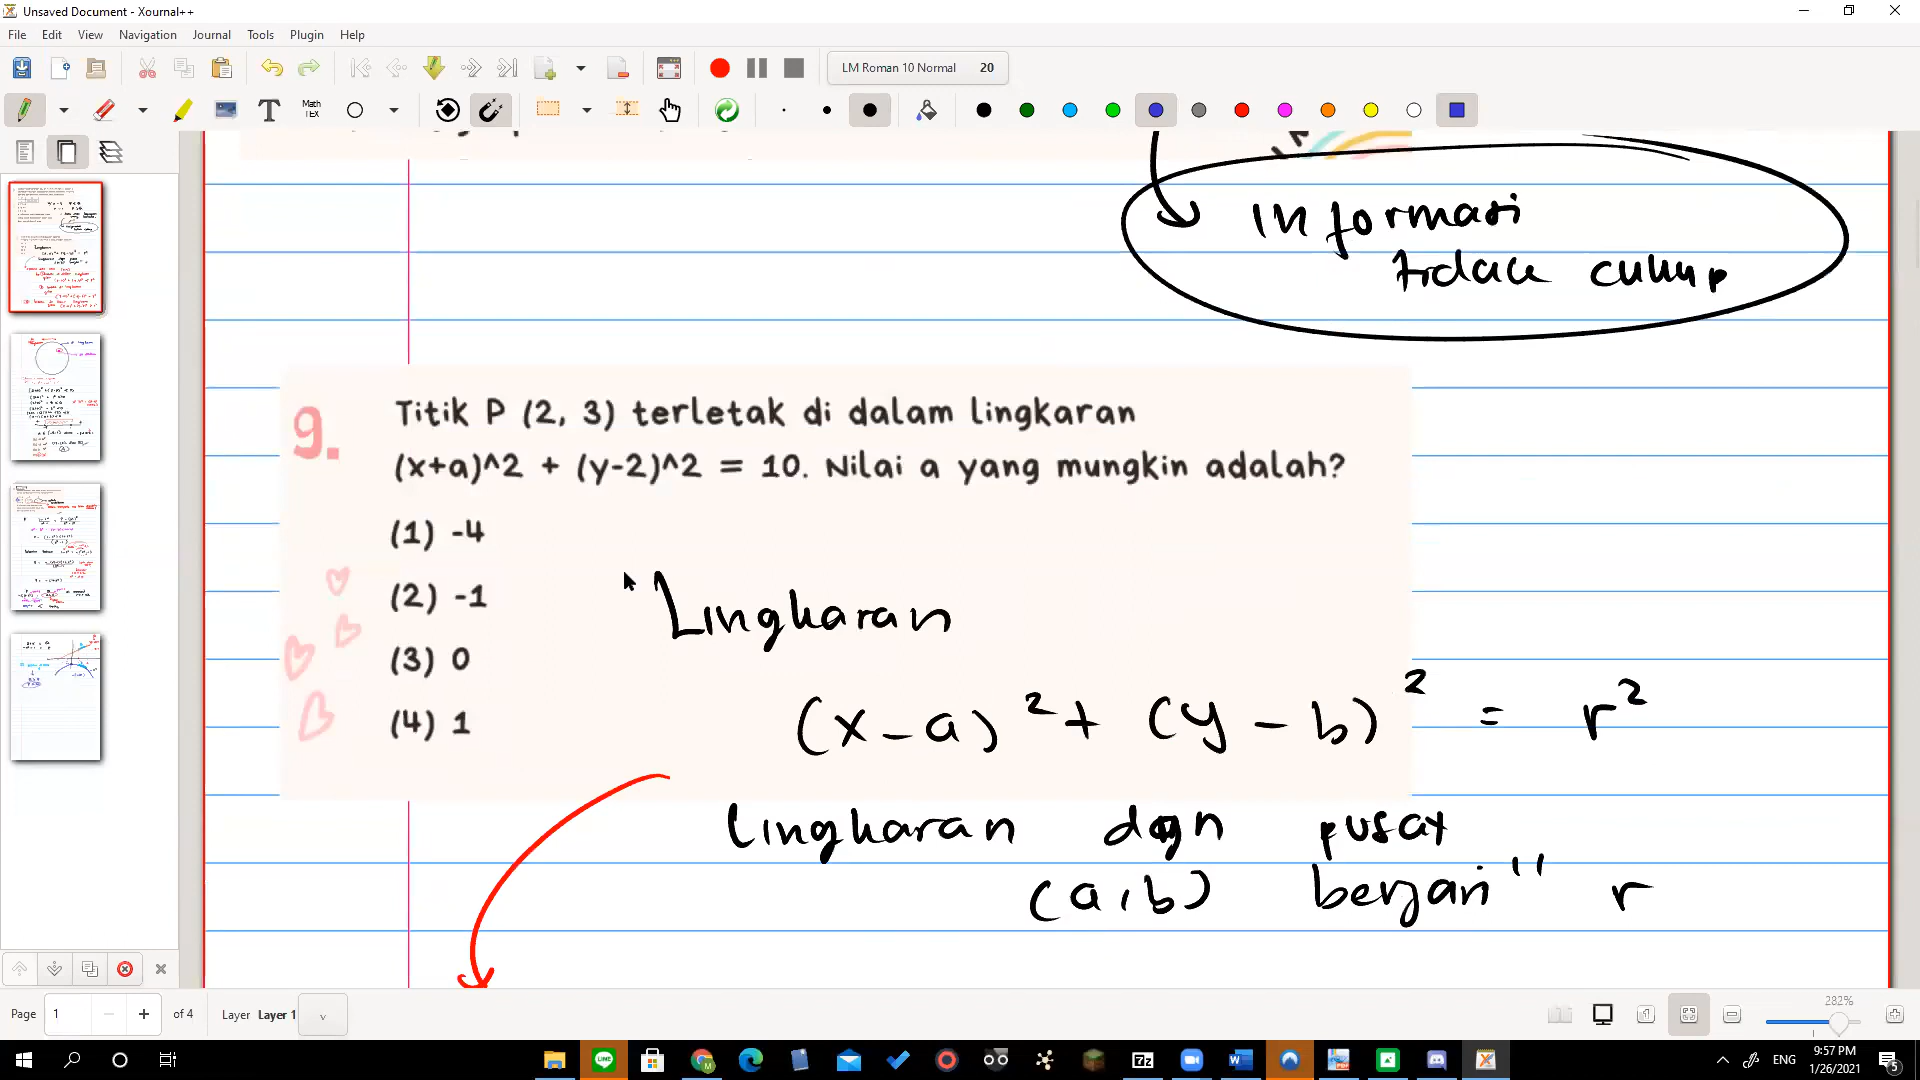 Unsaved Document - Xournal++
File Edit View Navigation Journal Tools Plugin Help
LM Roman 10 Normal 20
Math
TEX
Informasi
tidak cukup
9.
Titik P (2, 3) terletak di dalam lingkaran
(x+a)^2 + (y-2)^2 = 10. Nilai a yang mungkin adalah?
(1) -4
(2) -1
(3) 0
(4) 1
Lingkaran
(x-a)² + (y-b)² = r²
lingkaran dgn pusat
(a,b) berjari" r
Page 1 of 4 Layer Layer 1
282%
ENG
9:57 PM
1/26/2021
5